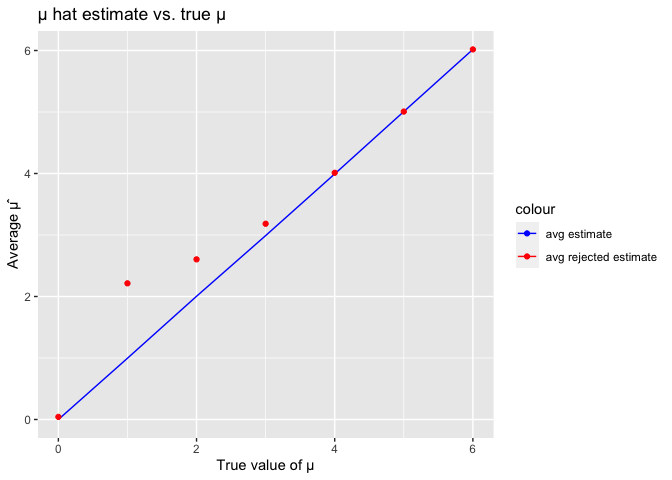 μ hat estimate vs. true μ
Average μ̂
6
4
2
0
0 2 4 6
True value of μ
colour
avg estimate
avg rejected estimate